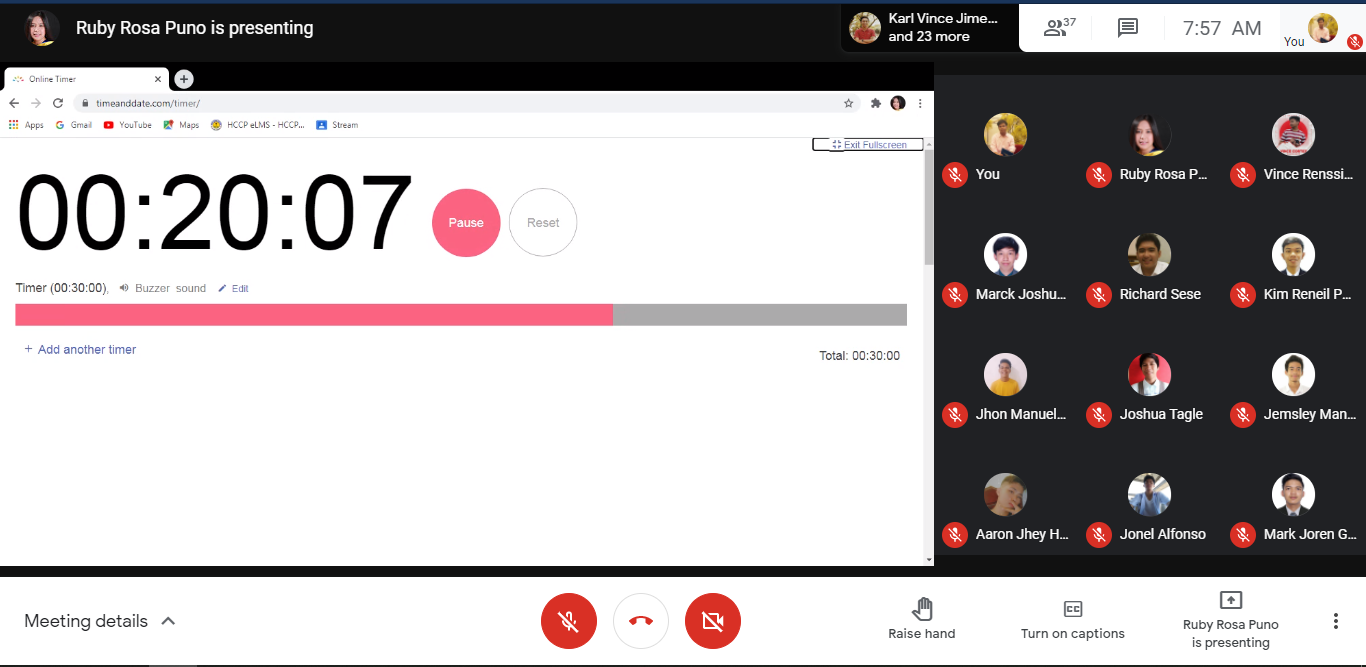 Ruby Rosa Puno is presenting
Karl Vince Jime...
and 23 more
37
7:57 AM
You
Online Timer
timeanddate.com/timer/
Apps Gmail YouTube Maps HCCP eLMS - HCCP... Stream
Exit Fullscreen
00:20:07
Pause
Reset
Timer (00:30:00), Buzzer sound Edit
+ Add another timer
Total: 00:30:00
You
Ruby Rosa P...
Vince Renssi...
Marck Joshu...
Richard Sese
Kim Reneil P...
Jhon Manuel...
Joshua Tagle
Jemsley Man...
Aaron Jhey H...
Jonel Alfonso
Mark Joren G...
Meeting details
Raise hand
CC
Turn on captions
Ruby Rosa Puno
is presenting